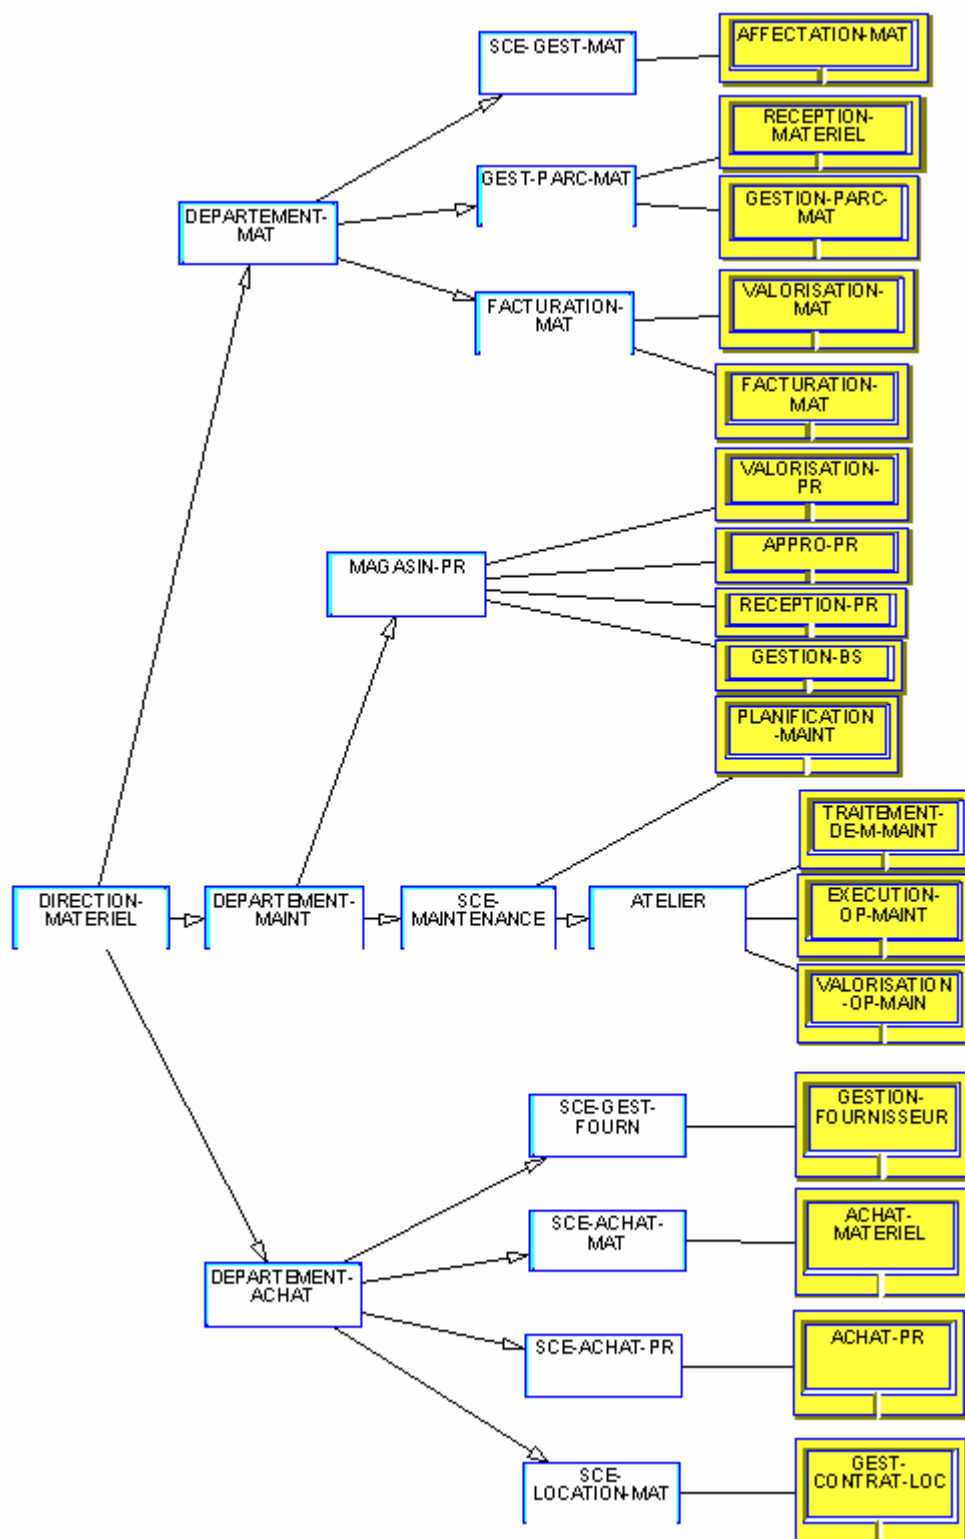 SCE-GEST-MAT
AFFECTATION-MAT
RECEPTION-
MATERIEL
GEST-PARC-MAT
GESTION-PARC-
MAT
DEPARTEMENT-
MAT
FACTURATION-
MAT
VALORISATION-
MAT
FACTURATION-
MAT
VALORISATION-
PR
MAGASIN-PR
APPRO-PR
RECEPTION-PR
GESTION-BS
PLANIFICATION
-MAINT
TRAITEMENT-
DE-M-MAINT
DIRECTION-
MATERIEL
DEPARTEMENT-
MAINT
SCE-
MAINTENANCE
ATELIER
EXECUTION-
OP-MAINT
VALORISATION
-OP-MAIN
SCE-GEST-
FOURN
GESTION-
FOURNISSEUR
SCE-ACHAT-
MAT
ACHAT-
MATERIEL
DEPARTEMENT-
ACHAT
SCE-ACHAT-PR
ACHAT-PR
SCE-
LOCATION-MAT
GEST-
CONTRAT-LOC